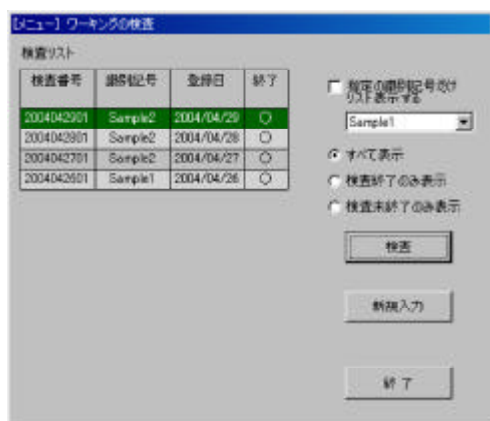 [メニュー] ワーキングの検査
検査リスト
検査番号 識別記号 登録日 終了
2004042901 Sample2 2004/04/29 ○
2004042801 Sample2 2004/04/28 ○
2004042701 Sample2 2004/04/27 ○
2004042601 Sample1 2004/04/26 ○
指定の識別記号だけ
リスト表示する
Sample1
すべて表示
検査終了のみ表示
検査未終了のみ表示
検査
新規入力
終了